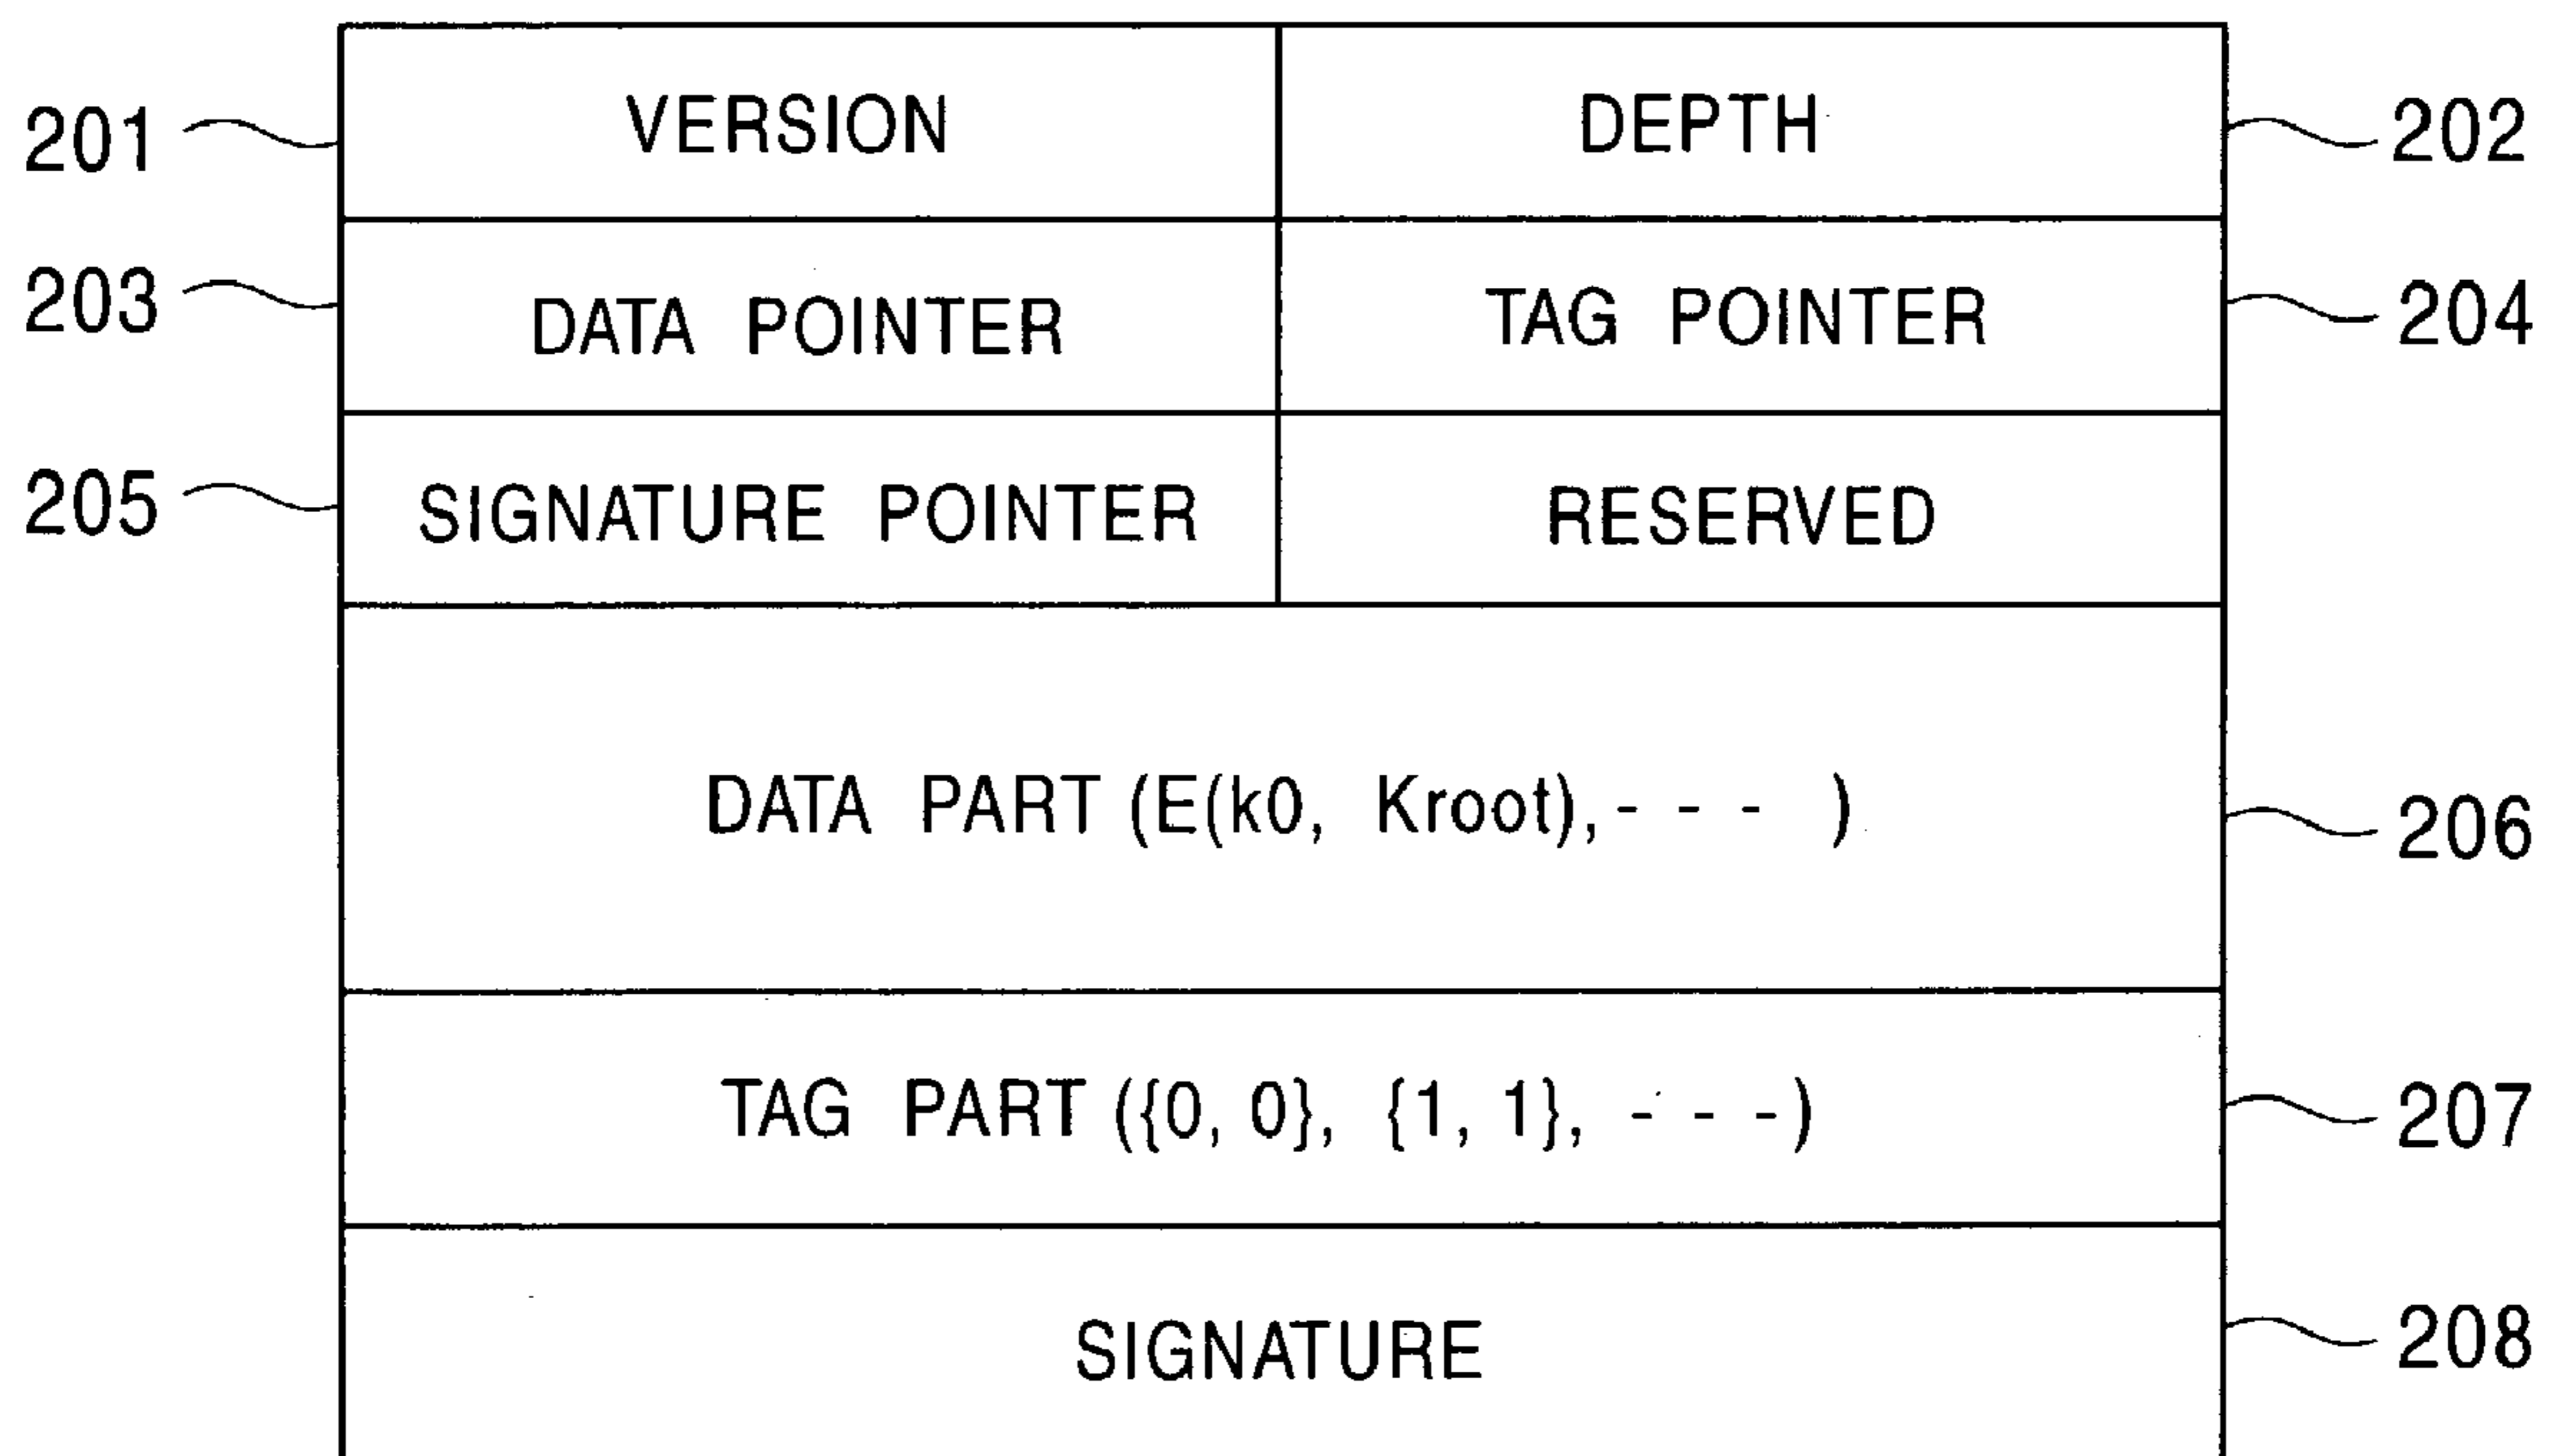 201 VERSION DEPTH 202
203 DATA POINTER TAG POINTER 204
205 SIGNATURE POINTER RESERVED
DATA PART (E(k0, Kroot), - - - ) 206
TAG PART ({0, 0}, {1, 1}, - - -) 207
SIGNATURE 208